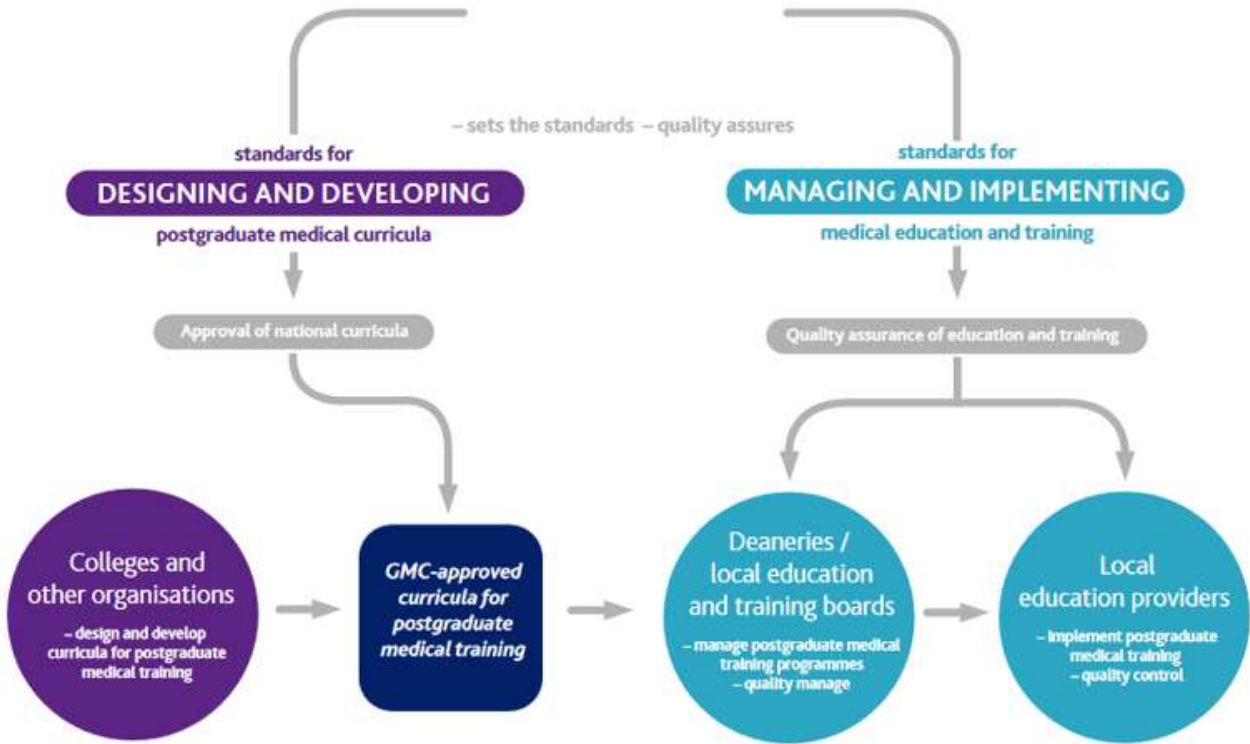 – sets the standards – quality assures
standards for
DESIGNING AND DEVELOPING
postgraduate medical curricula
standards for
MANAGING AND IMPLEMENTING
medical education and training
Approval of national curricula
Quality assurance of education and training
Colleges and
other organisations
– design and develop
curricula for postgraduate
medical training
GMC-approved
curricula for
postgraduate
medical training
Deaneries /
local education
and training boards
– manage postgraduate medical
training programmes
– quality manage
Local
education providers
– implement postgraduate
medical training
– quality control